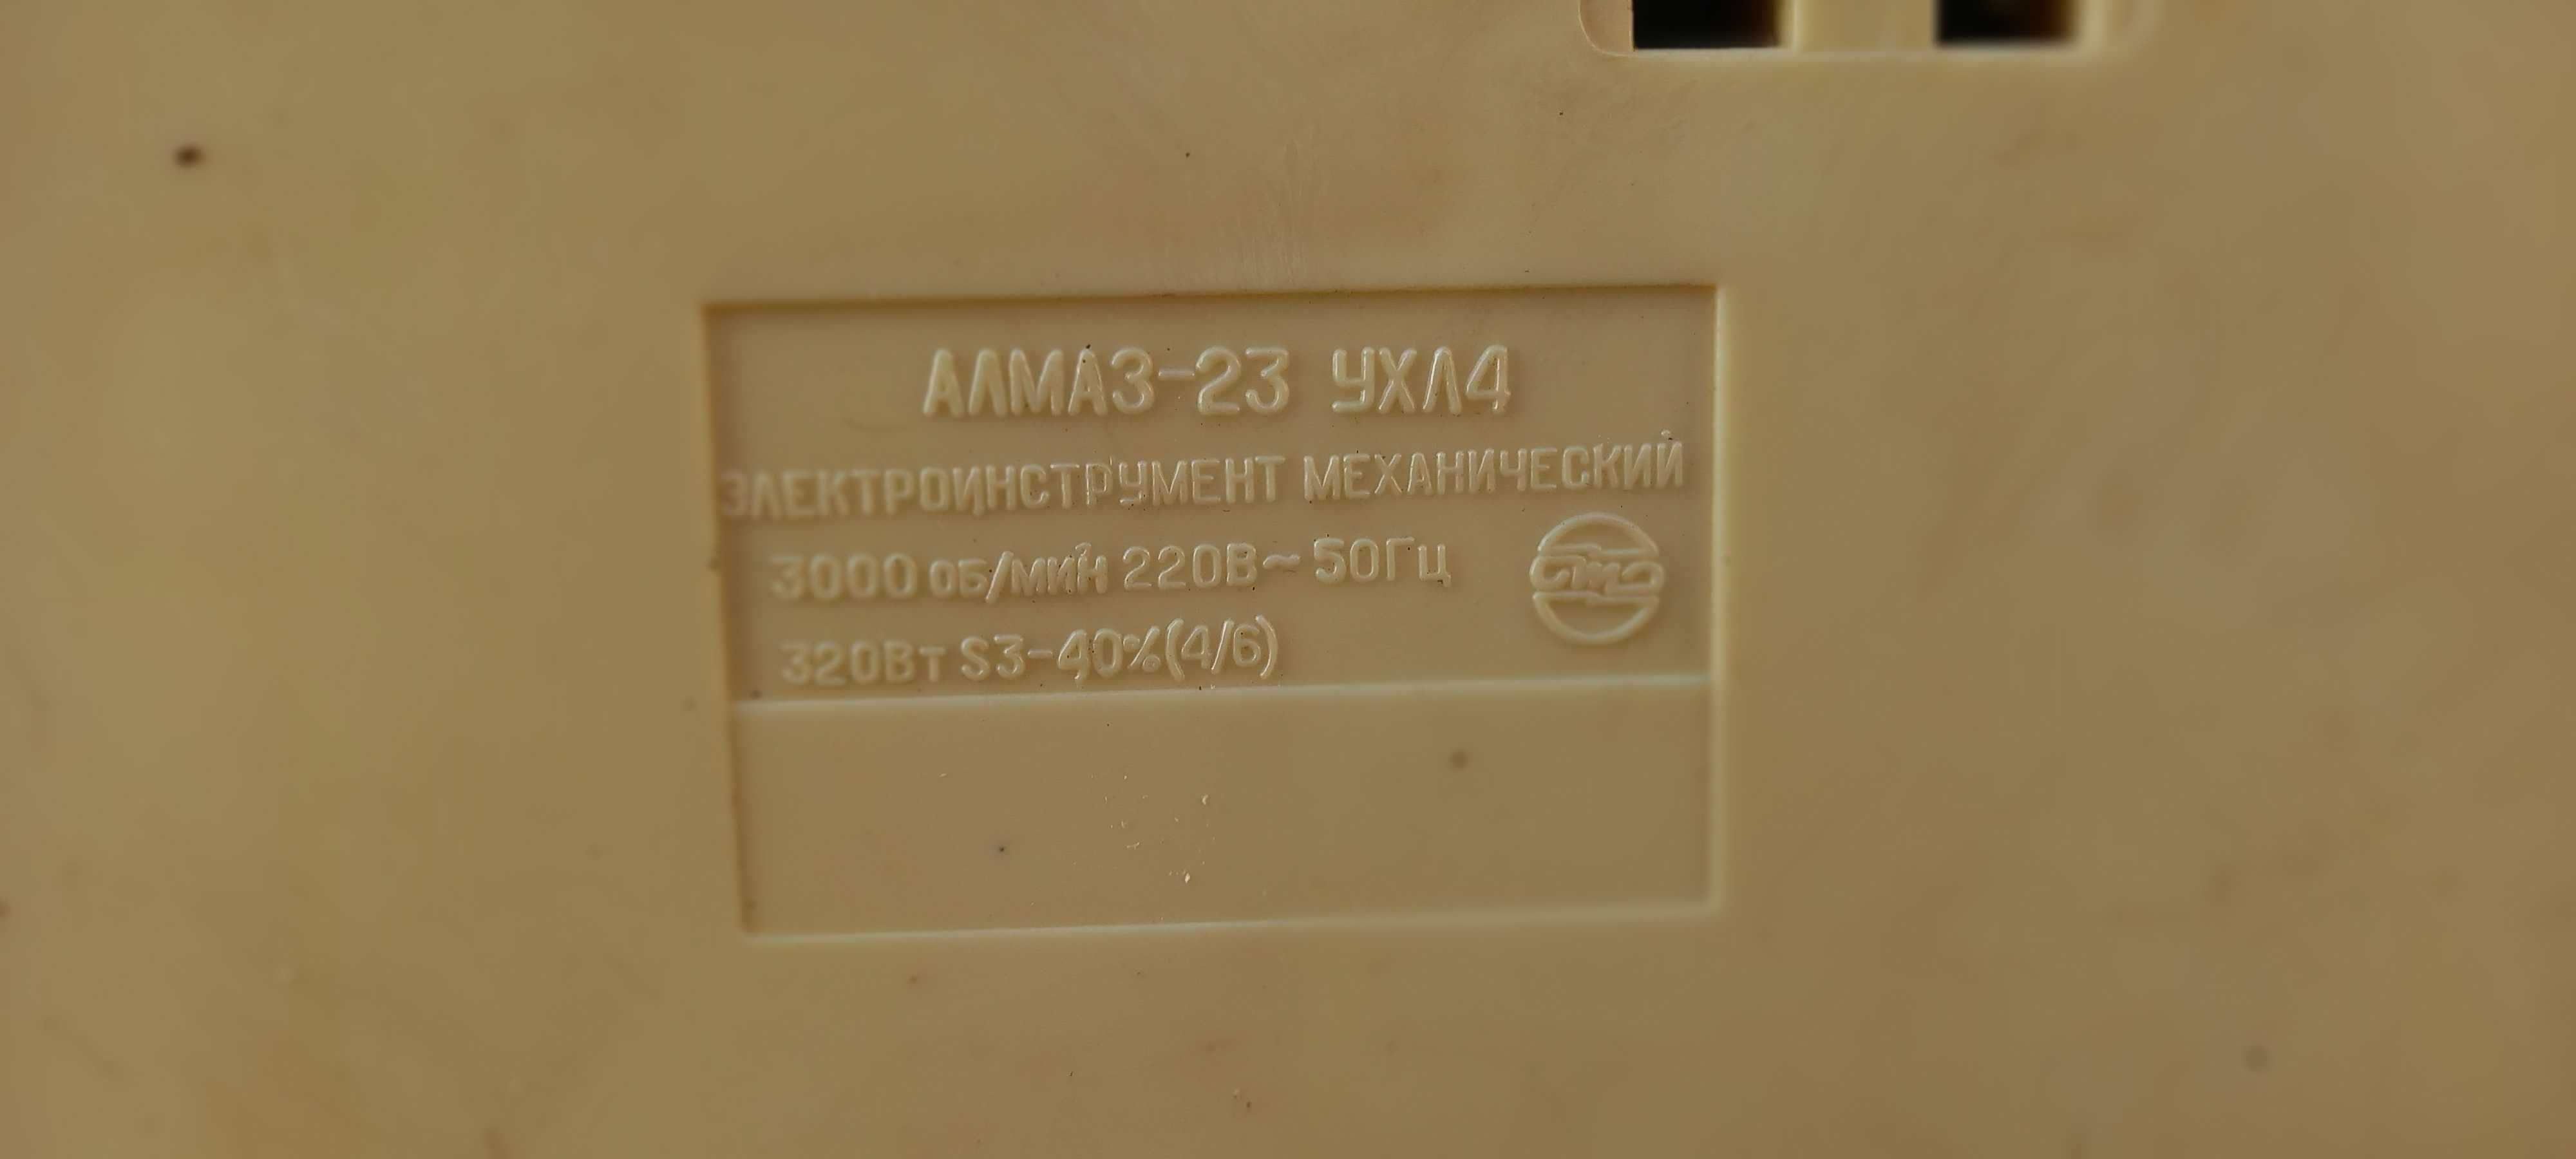 АЛМАЗ-23 УХЛ4
ЭЛЕКТРОИНСТРУМЕНТ МЕХАНИЧЕСКИЙ
3000 об/мин 220В~50Гц
320Вт S3-40%(4/6)